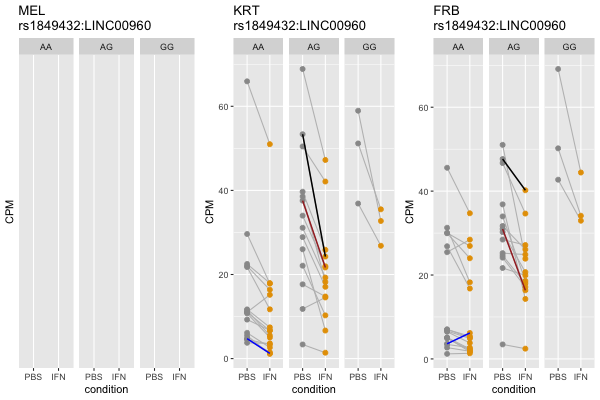 MEL
rs1849432:LINC00960
AA AG GG
CPM
PBS IFN PBS IFN PBS IFN
condition
KRT
rs1849432:LINC00960
AA AG GG
60
40
20
0
CPM
PBS IFN PBS IFN PBS IFN
condition
FRB
rs1849432:LINC00960
AA AG GG
60
40
20
0
CPM
PBS IFN PBS IFN PBS IFN
condition